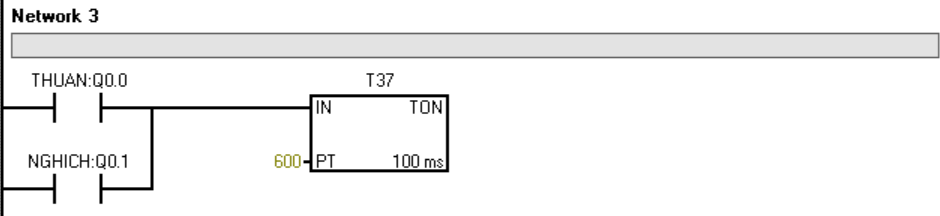 Network 3
THUAN:Q0.0
T37
IN TON
NGHICH:Q0.1
600 PT 100 ms